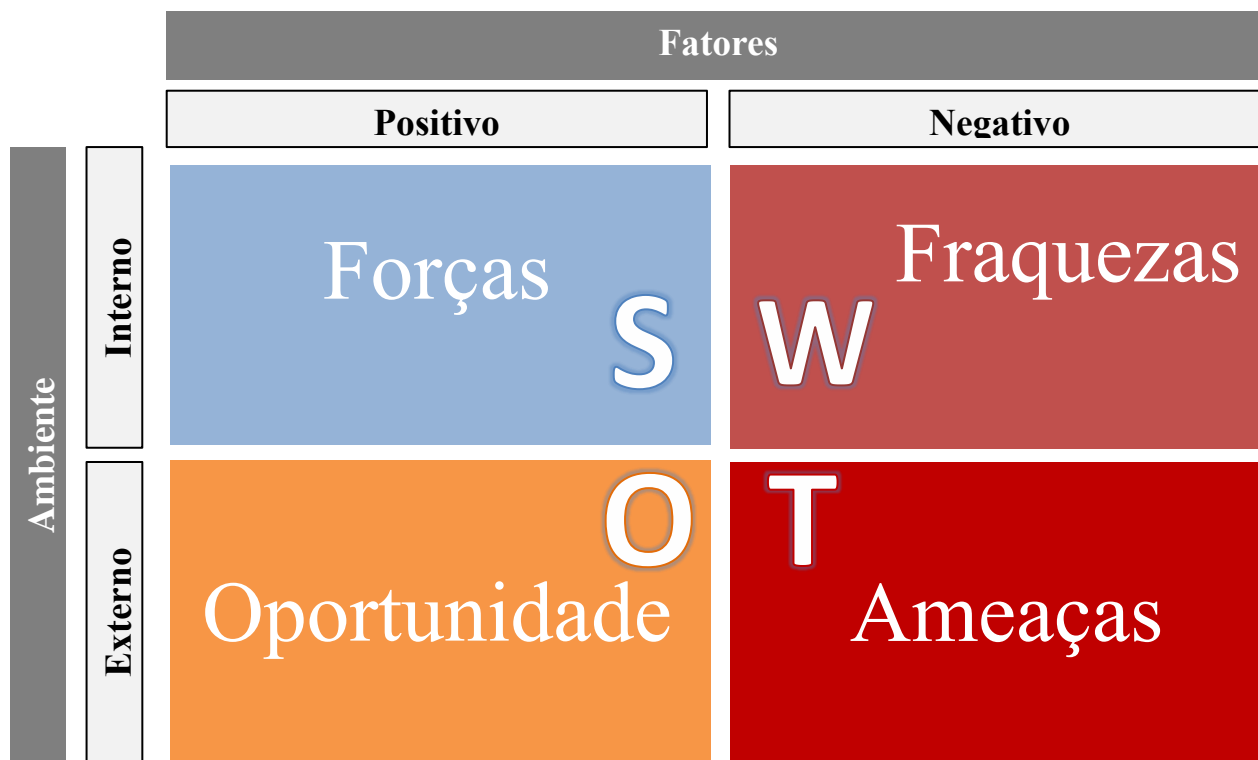 Fatores
Positivo
Negativo
Ambiente
Interno
Forças
S
Fraquezas
W
Externo
O
Oportunidade
T
Ameaças